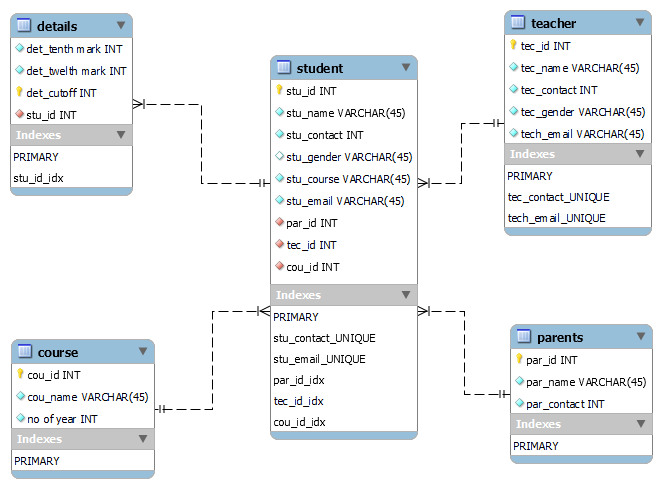 details
det_tenth mark INT
det_twelth mark INT
det_cutoff INT
stu_id INT
Indexes
PRIMARY
stu_id_idx
student
stu_id INT
stu_name VARCHAR(45)
stu_contact INT
stu_gender VARCHAR(45)
stu_course VARCHAR(45)
stu_email VARCHAR(45)
par_id INT
tec_id INT
cou_id INT
Indexes
PRIMARY
stu_contact_UNIQUE
stu_email_UNIQUE
par_id_idx
tec_id_idx
cou_id_idx
teacher
tec_id INT
tec_name VARCHAR(45)
tec_contact INT
tec_gender VARCHAR(45)
tech_email VARCHAR(45)
Indexes
PRIMARY
tec_contact_UNIQUE
tech_email_UNIQUE
course
cou_id INT
cou_name VARCHAR(45)
no of year INT
Indexes
PRIMARY
parents
par_id INT
par_name VARCHAR(45)
par_contact INT
Indexes
PRIMARY